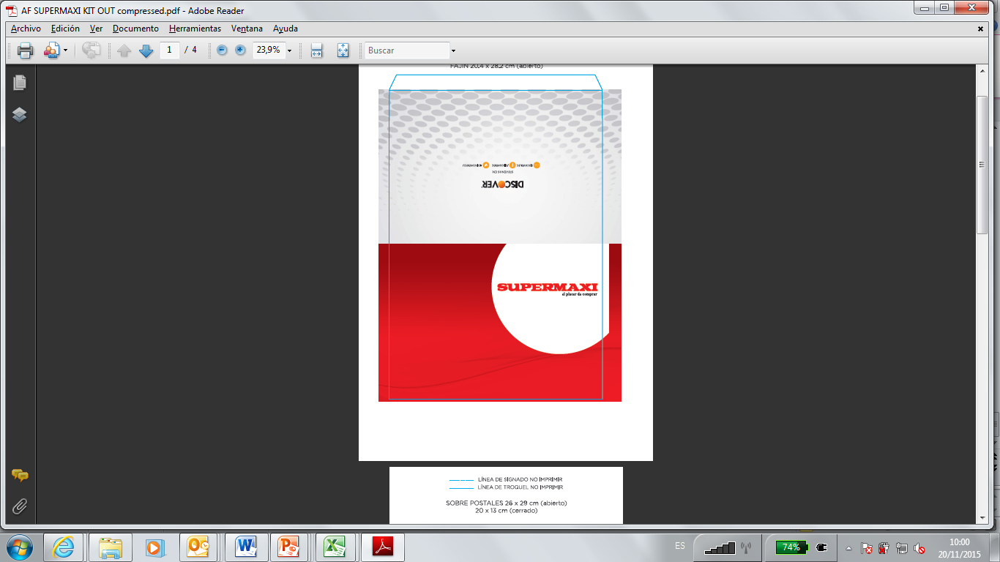 AF SUPERMAXI KIT OUT compressed.pdf - Adobe Reader
Archivo Edición Ver Documento Herramientas Ventana Ayuda
1 / 4 23,9% Buscar
FAJIN 20.4 x 28.2 cm (abierto)
SÍGUENOS EN:
DISCOVER
SUPERMAXI
el placer de comprar
LÍNEA DE SIGNADO NO IMPRIMIR
LÍNEA DE TROQUEL NO IMPRIMIR
SOBRE POSTALES 26 x 29 cm (abierto)
20 x 13 cm (cerrado)
ES 74% 10:00
20/11/2015